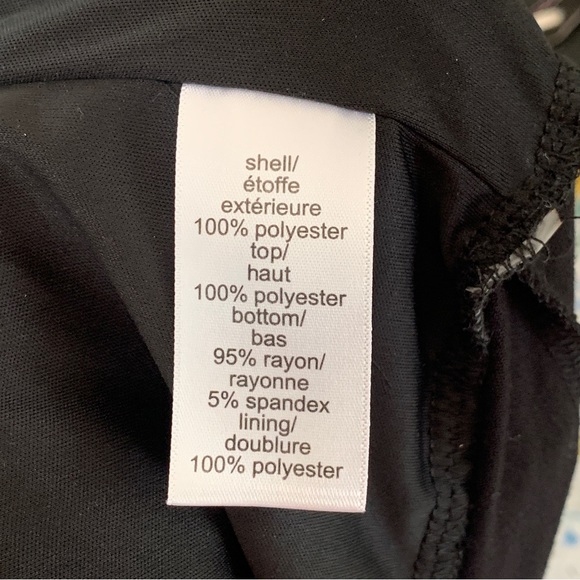 shell/
étoffe
extérieure
100% polyester
top/
haut
100% polyester
bottom/
bas
95% rayon/
rayonne
5% spandex
lining/
doublure
100% polyester